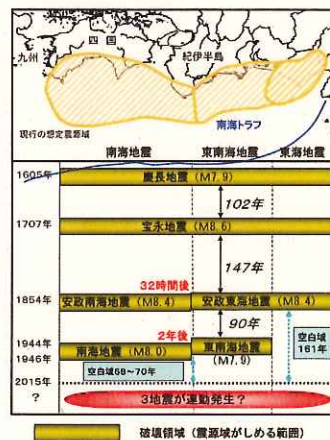 九州
四 国
紀伊半島
南海トラフ
現行の想定震源域
南海地震 東南海地震 東海地震
1605年 慶長地震 (M7.9)
102年
1707年 宝永地震 (M8.6)
147年
32時間後
1854年 安政南海地震 (M8.4) 安政東海地震 (M8.4)
2年後 90年 空白域
161年
1944年 南海地震 (M8.0) 東南海地震
(M7.9)
1946年
空白域68~70年
2015年
? 3地震が連動発生?
破壊領域 (震源域がしめる範囲)